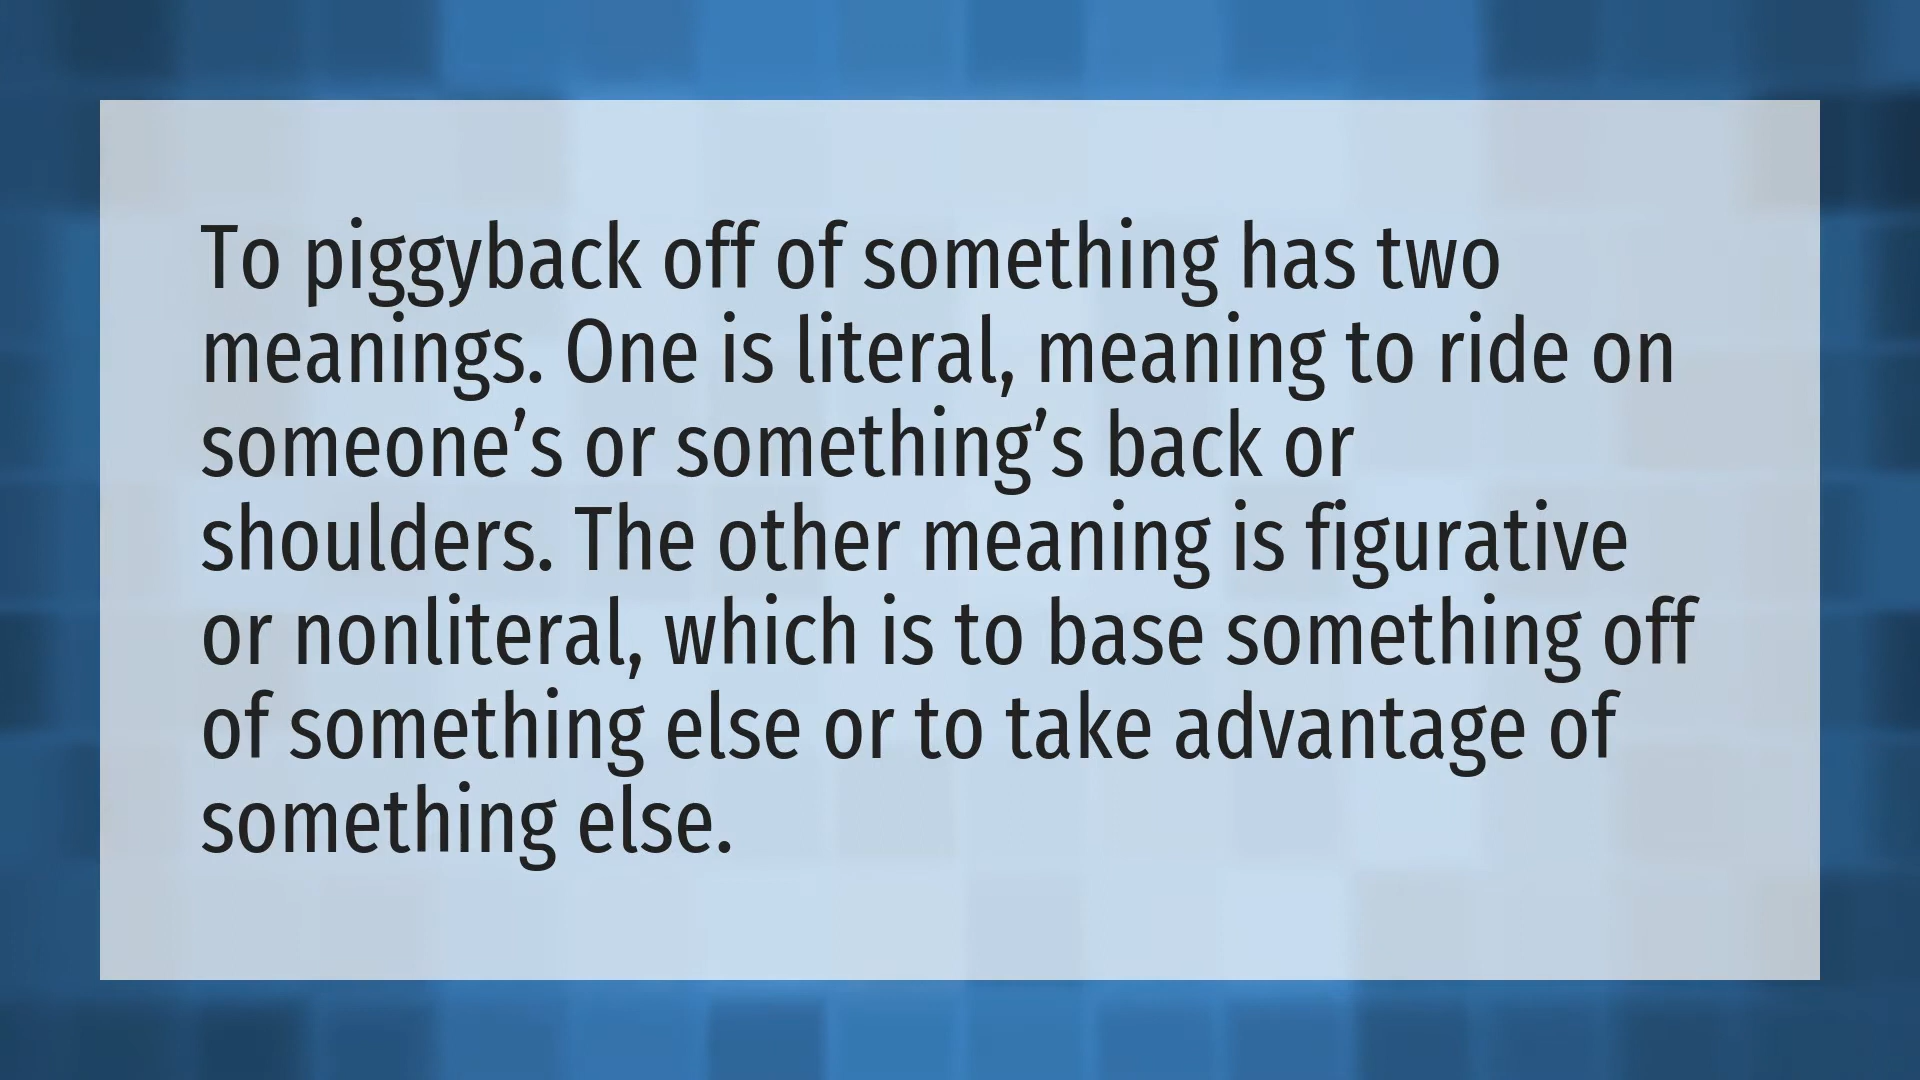 To piggyback off of something has two
meanings. One is literal, meaning to ride on
someone’s or something’s back or
shoulders. The other meaning is figurative
or nonliteral, which is to base something off
of something else or to take advantage of
something else.